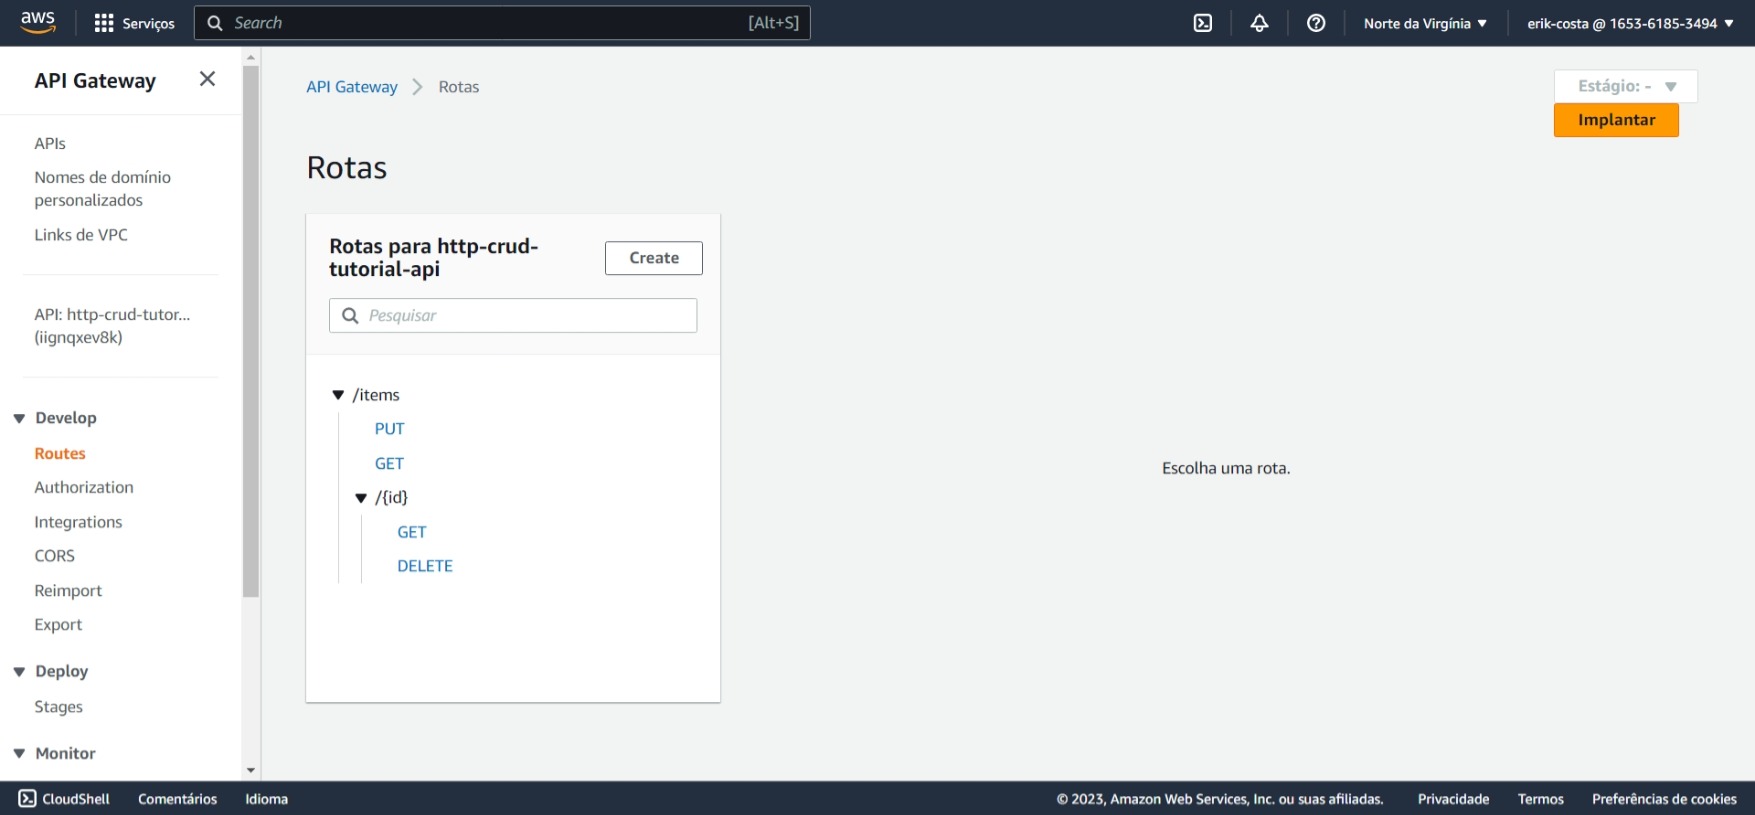 aws
Serviços
Search
[Alt+S]
Norte da Virgínia
erik-costa @ 1653-6185-3494
API Gateway
APIs
Nomes de domínio
personalizados
Links de VPC
API: http-crud-tutor...
(iignqxev8k)
Develop
Routes
Authorization
Integrations
CORS
Reimport
Export
Deploy
Stages
Monitor
API Gateway
Rotas
Estágio: -
Implantar
Rotas
Rotas para http-crud-
tutorial-api
Create
Pesquisar
/items
PUT
GET
/{id}
GET
DELETE
Escolha uma rota.
CloudShell
Comentários
Idioma
© 2023, Amazon Web Services, Inc. ou suas afiliadas.
Privacidade
Termos
Preferências de cookies